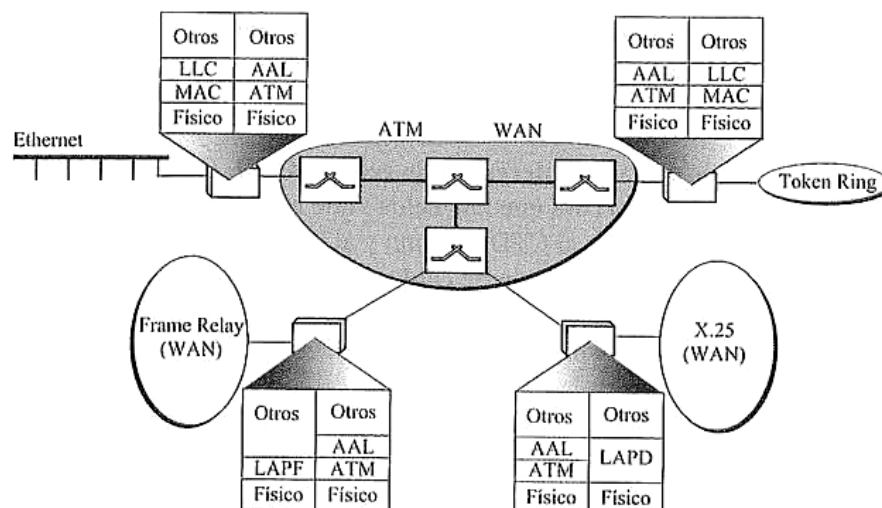 Otros Otros
LLC AAL
MAC ATM
Físico Físico
Otros Otros
AAL LLC
ATM MAC
Físico Físico
Ethernet
ATM WAN
Token Ring
Frame Relay
(WAN)
X.25
(WAN)
Otros Otros
AAL
LAPF ATM
Físico Físico
Otros Otros
AAL LAPD
ATM
Físico Físico